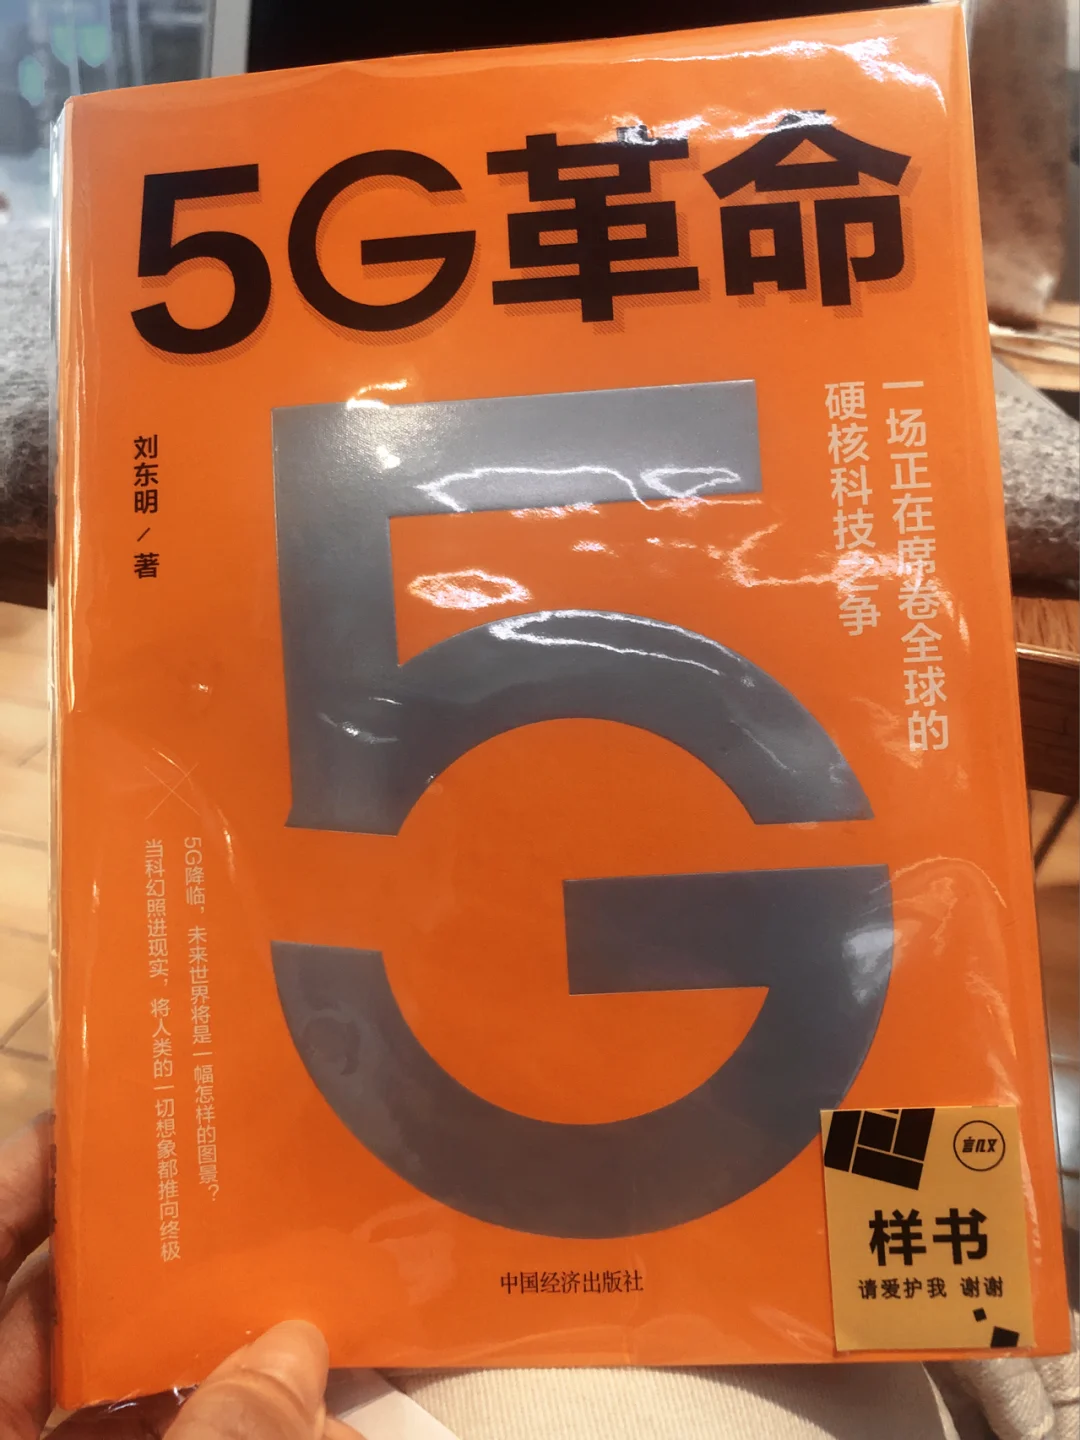 5G革命
一场正在席卷全球的
硬核科技之争
刘东明/著
5G降临，未来世界将是一幅怎样的图景？
当科幻照进现实，将人类的一切想象都推向终极
5G
中国经济出版社
言几又
样书
请爱护我 谢谢